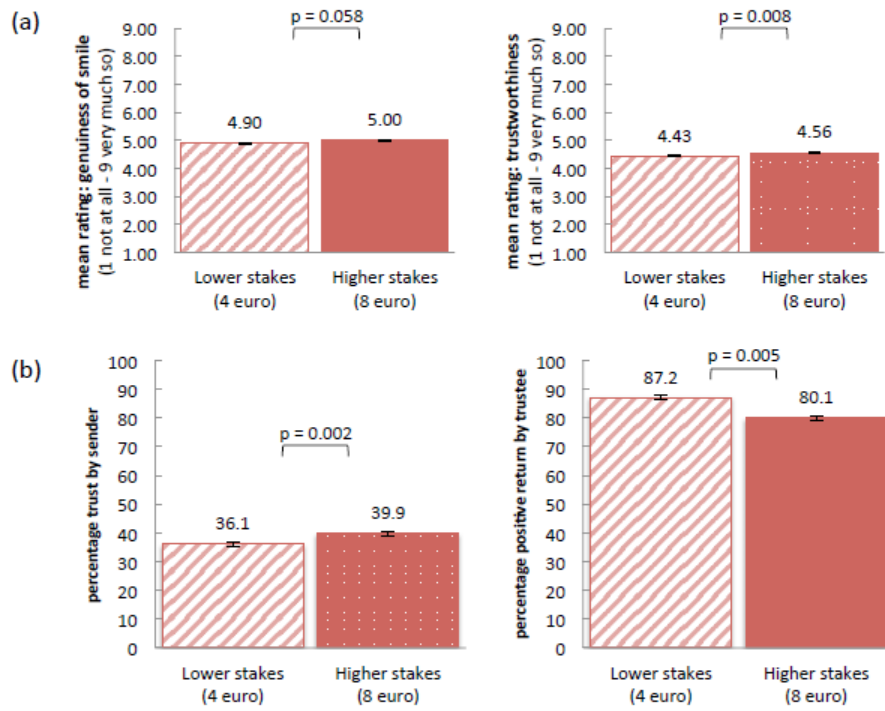 (a)
mean rating: genuiness of smile
(1 not at all - 9 very much so)
9.00
8.00
7.00
6.00
5.00
4.00
3.00
2.00
1.00
p = 0.058
4.90
5.00
Lower stakes
(4 euro)
Higher stakes
(8 euro)
mean rating: trustworthiness
(1 not at all - 9 very much so)
9.00
8.00
7.00
6.00
5.00
4.00
3.00
2.00
1.00
p = 0.008
4.43
4.56
Lower stakes
(4 euro)
Higher stakes
(8 euro)
(b)
percentage trust by sender
100
90
80
70
60
50
40
30
20
10
0
p = 0.002
36.1
39.9
Lower stakes
(4 euro)
Higher stakes
(8 euro)
percentage positive return by trustee
100
90
80
70
60
50
40
30
20
10
0
p = 0.005
87.2
80.1
Lower stakes
(4 euro)
Higher stakes
(8 euro)